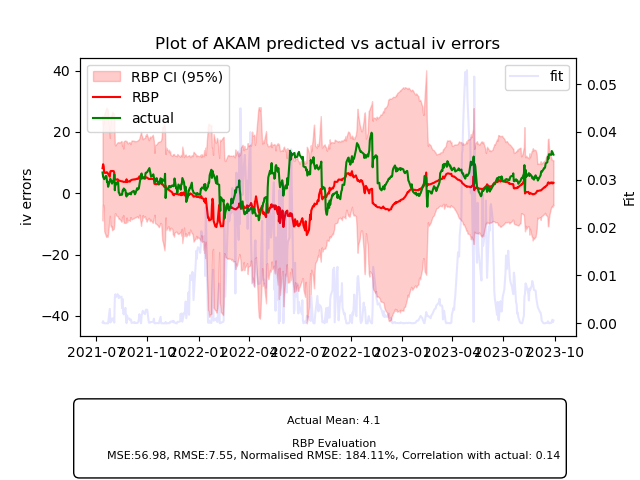 Plot of AKAM predicted vs actual iv errors
RBP CI (95%)
RBP
actual
fit
iv errors
40
20
0
−20
−40
Fit
0.05
0.04
0.03
0.02
0.01
0.00
2021-07 2021-10 2022-01 2022-04 2022-07 2022-10 2023-01 2023-04 2023-07 2023-10
Actual Mean: 4.1
RBP Evaluation
MSE:56.98, RMSE:7.55, Normalised RMSE: 184.11%, Correlation with actual: 0.14